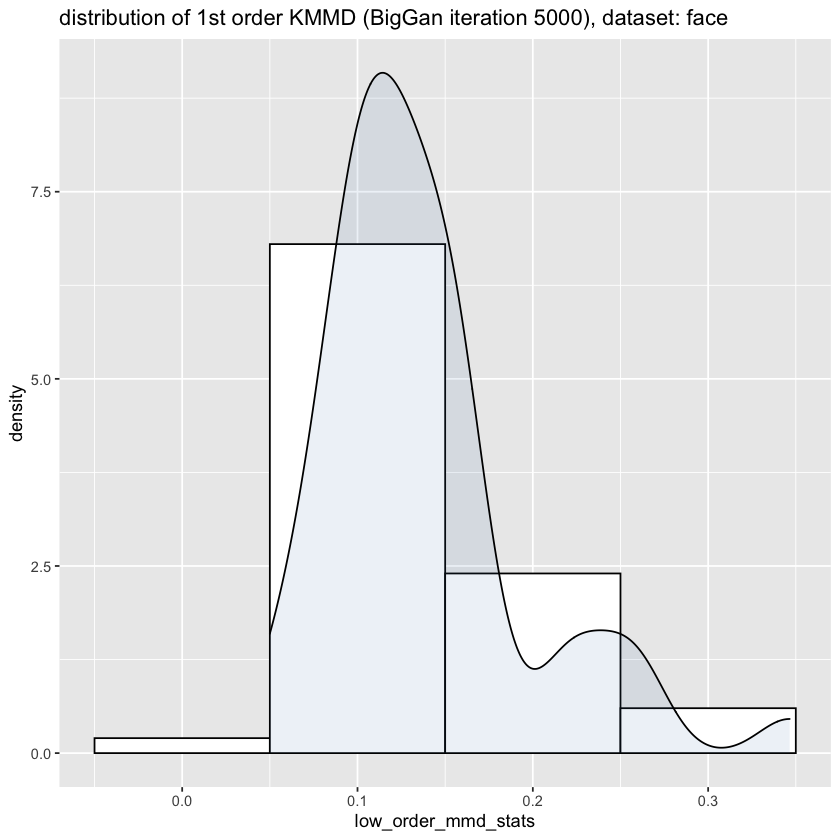 distribution of 1st order KMMD (BigGan iteration 5000), dataset: face
density
7.5
5.0
2.5
0.0
0.0 0.1 0.2 0.3
low_order_mmd_stats